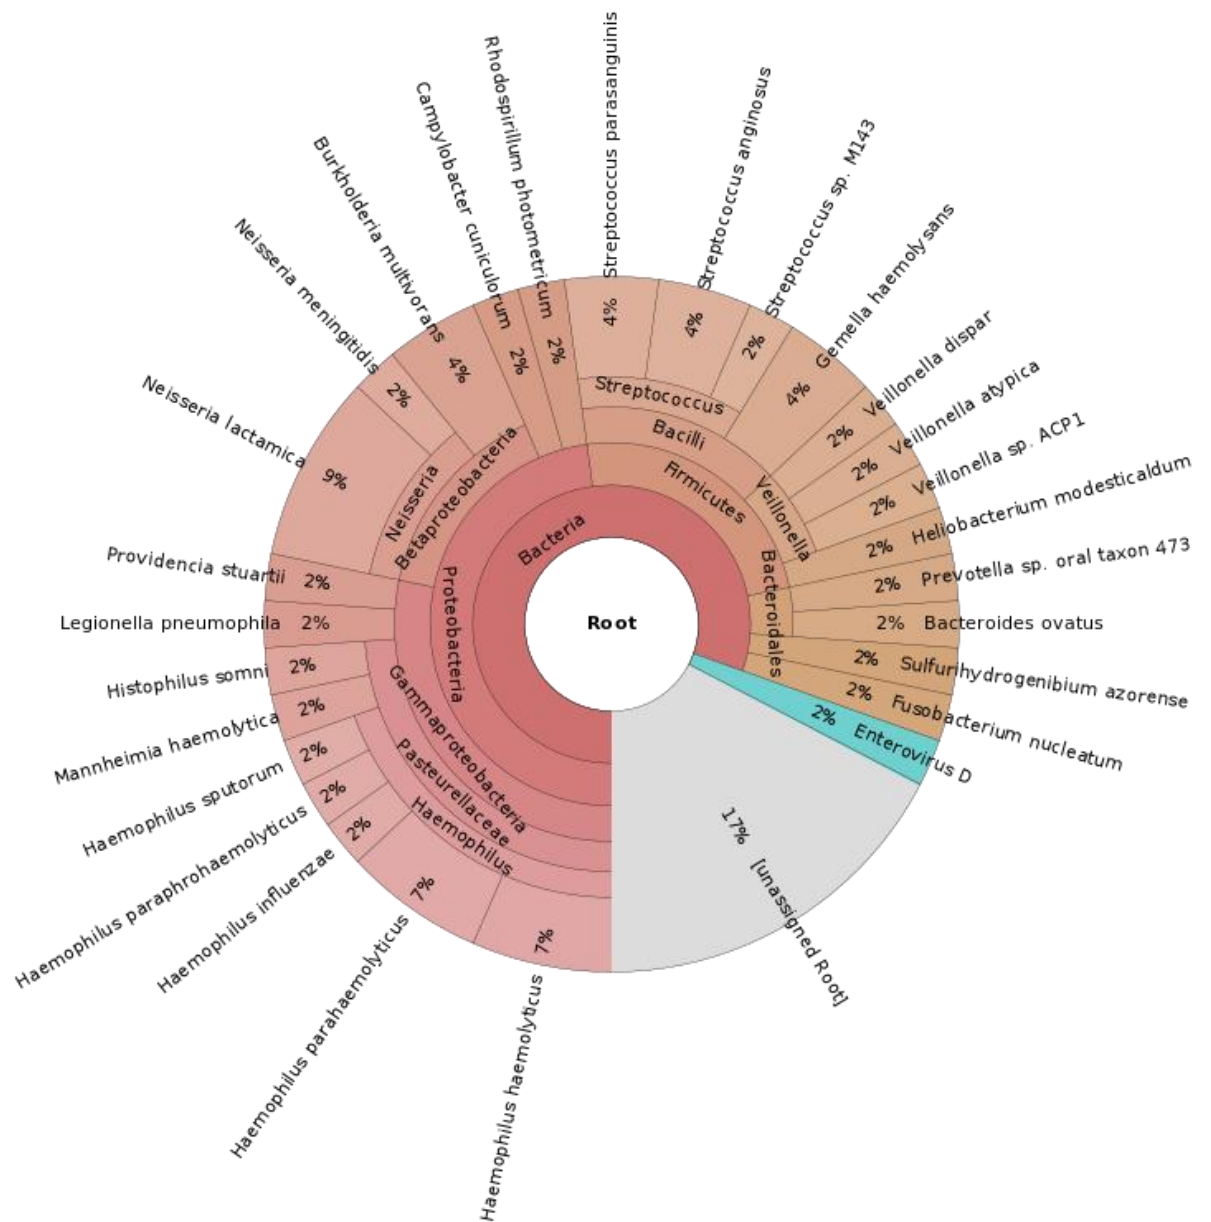 Root
Bacteria
Proteobacteria
Gammaproteobacteria
Pasteurellaceae
Haemophilus
7%
Haemophilus haemolyticus
7%
Haemophilus parahaemolyticus
2%
Haemophilus influenzae
2%
Haemophilus paraphrohaemolyticus
2%
Haemophilus sputorum
2%
Mannheimia haemolytica
2%
Histophilus somni
2%
Legionella pneumophila
2%
Providencia stuartii
Betaproteobacteria
Neisseria
9%
Neisseria lactamica
2%
Neisseria meningitidis
4%
Burkholderia multivorans
2%
Campylobacter cuniculorum
2%
Rhodospirillum photometricum
Firmicutes
Bacilli
Streptococcus
4%
Streptococcus parasanguinis
4%
Streptococcus anginosus
2%
Streptococcus sp. M143
4%
Gemella haemolysans
Veillonella
2%
Veillonella dispar
2%
Veillonella atypica
2%
Veillonella sp. ACP1
2%
Heliobacterium modesticaldum
Bacteroidales
2%
Prevotella sp. oral taxon 473
2%
Bacteroides ovatus
2%
Sulfurihydrogenibium azorense
2%
Fusobacterium nucleatum
2%
Enterovirus D
17%
[unassigned Root]